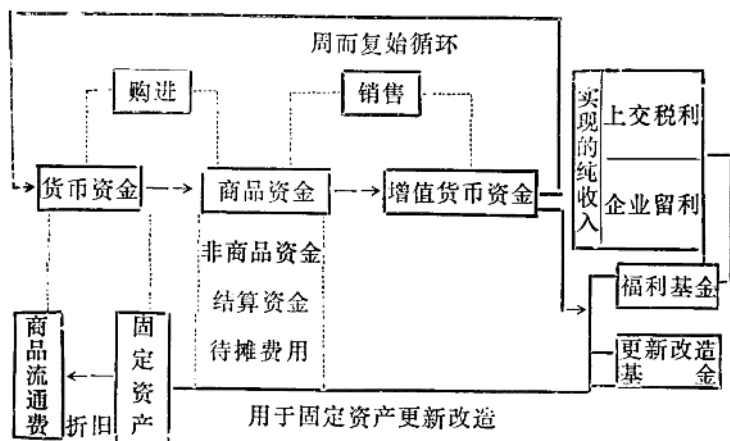 周而复始循环
购进
销售
实现的纯收入
上交税利
企业留利
货币资金
商品资金
增值货币资金
非商品资金
结算资金
待摊费用
福利基金
更新改造
基金
商品流通费
折旧
固定资产
用于固定资产更新改造